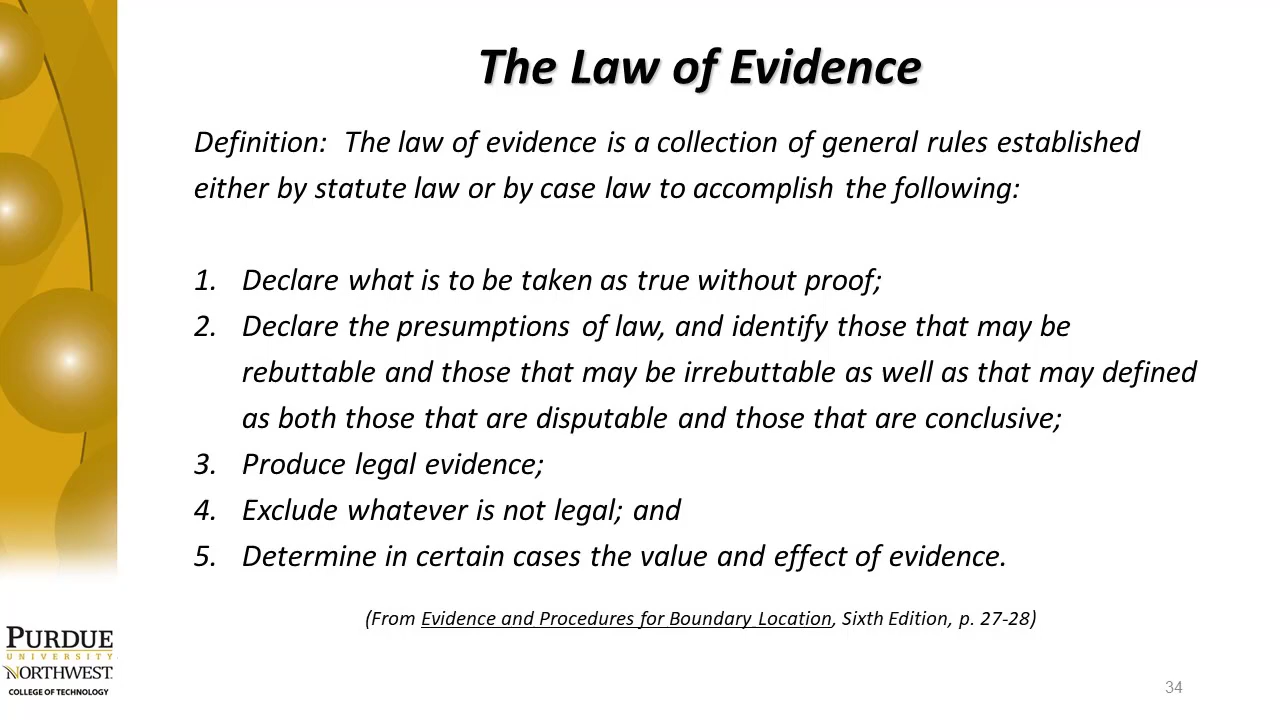 The Law of Evidence
Definition: The law of evidence is a collection of general rules established
either by statute law or by case law to accomplish the following:
1. Declare what is to be taken as true without proof;
2. Declare the presumptions of law, and identify those that may be
rebuttable and those that may be irrebuttable as well as that may defined
as both those that are disputable and those that are conclusive;
3. Produce legal evidence;
4. Exclude whatever is not legal; and
5. Determine in certain cases the value and effect of evidence.
(From Evidence and Procedures for Boundary Location, Sixth Edition, p. 27-28)
PURDUE
UNIVERSITY
NORTHWEST
COLLEGE OF TECHNOLOGY
34